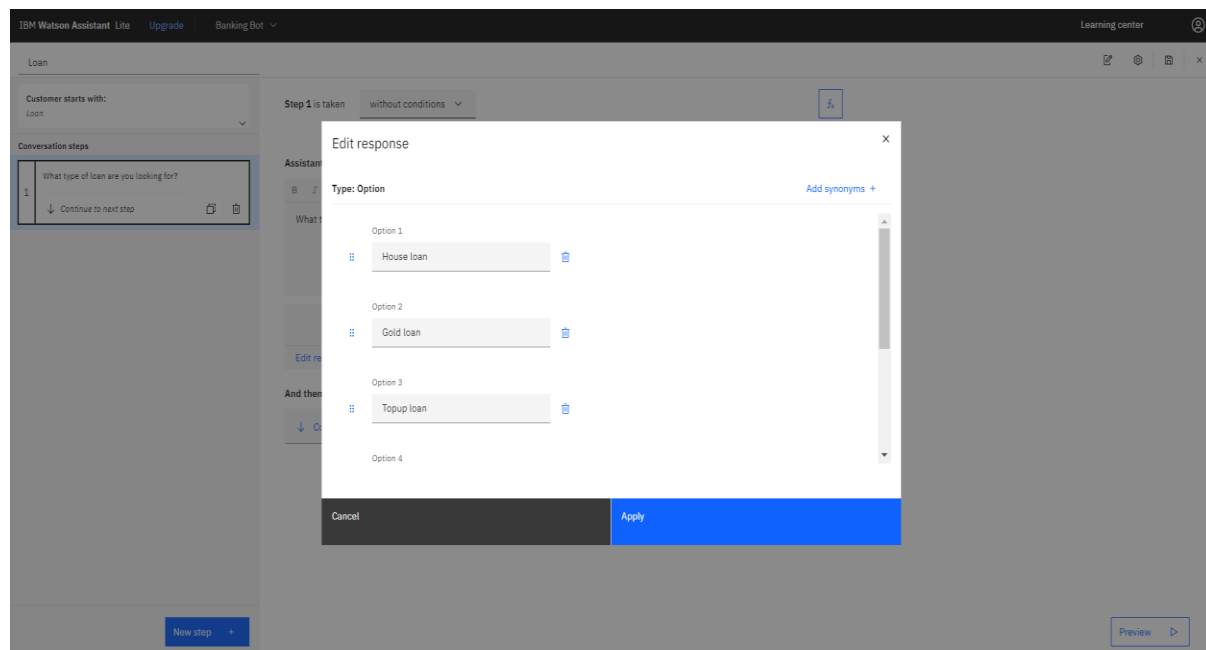 IBM Watson Assistant Lite Upgrade Banking Bot Learning center
Loan
Customer starts with:
Loan
Conversation steps
1 What type of loan are you looking for?
Continue to next step
New step +
Step 1 is taken without conditions fx
Assistant
B I
What t
Edit re
And then
Co
Edit response
Type: Option Add synonyms +
Option 1
House loan
Option 2
Gold loan
Option 3
Topup loan
Option 4
Cancel Apply
Preview